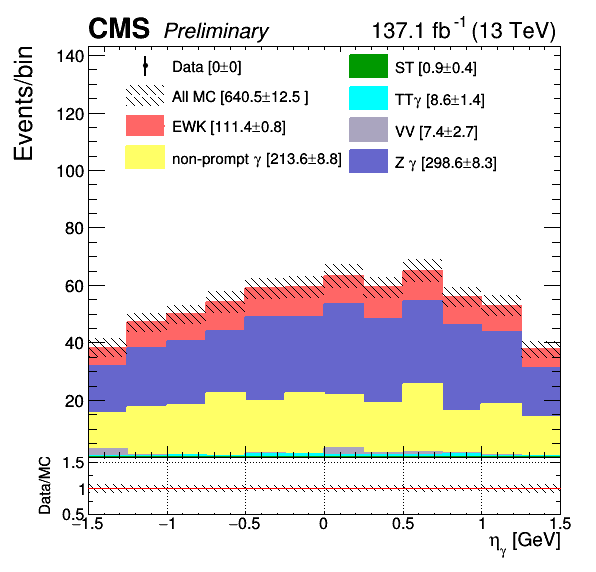 CMS Preliminary 137.1 fb⁻¹ (13 TeV)
Events/bin
140
120
100
80
60
40
20
Data [0±0]
All MC [640.5±12.5 ]
EWK [111.4±0.8]
non-prompt γ [213.6±8.8]
ST [0.9±0.4]
TTγ [8.6±1.4]
VV [7.4±2.7]
Z γ [298.6±8.3]
Data/MC
1.5
1
0.5
−1.5 −1 −0.5 0 0.5 1 1.5
ηγ [GeV]